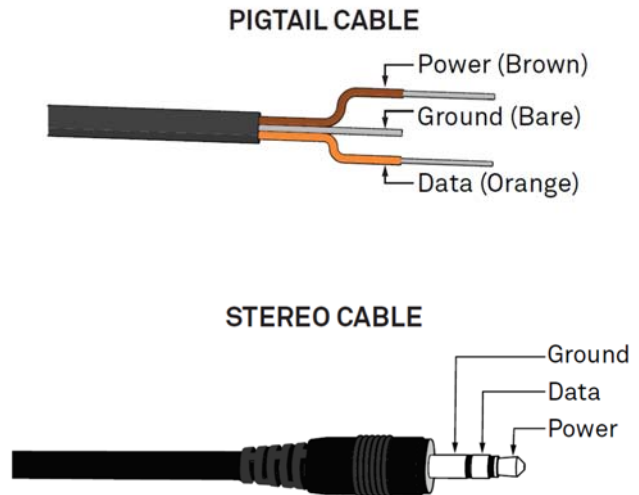 PIGTAIL CABLE
Power (Brown)
Ground (Bare)
Data (Orange)
STEREO CABLE
Ground
Data
Power